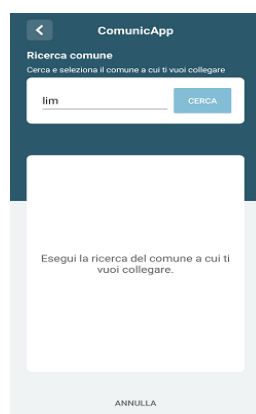 ComunicApp
Ricerca comune
Cerca e seleziona il comune a cui ti vuoi collegare
lim
CERCA
Esegui la ricerca del comune a cui ti
vuoi collegare.
ANNULLA